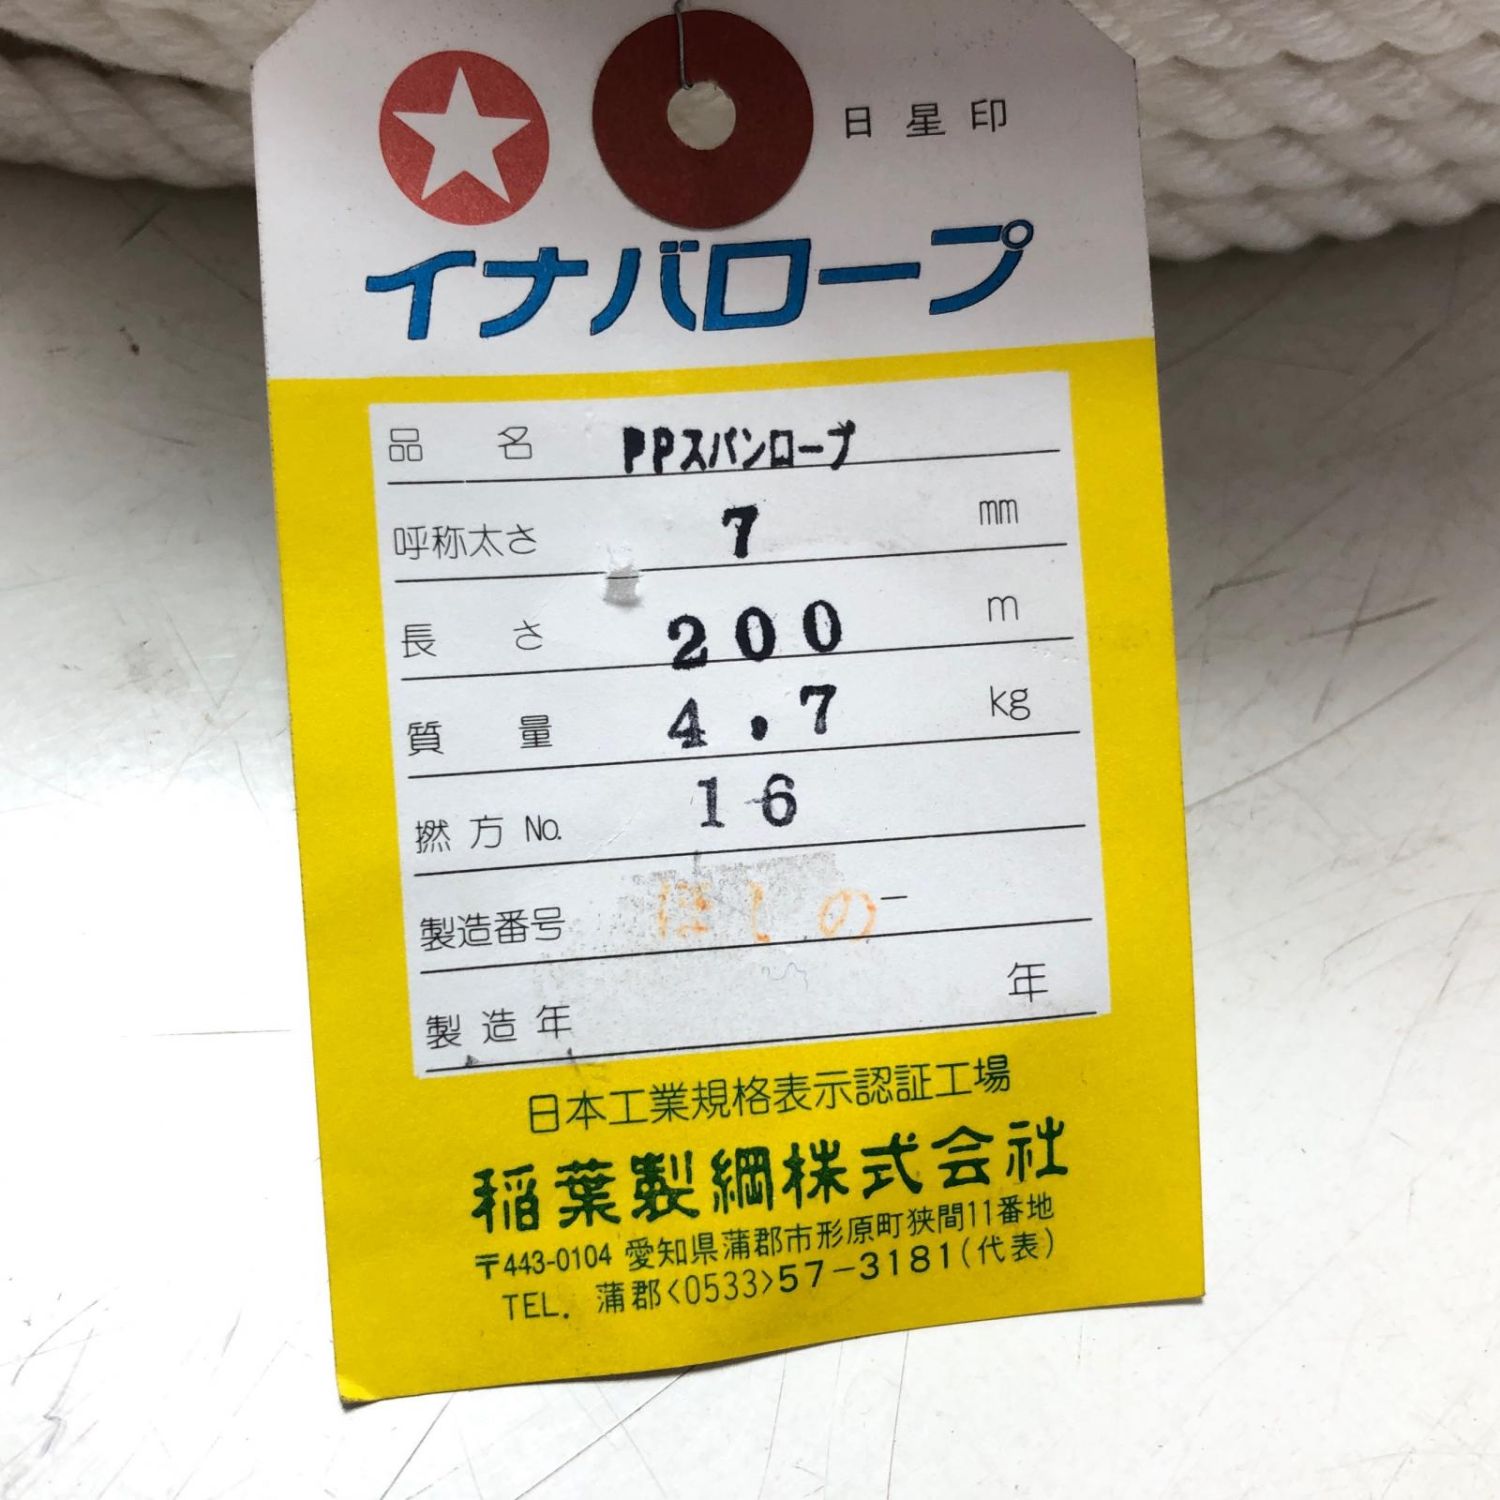 日星印
イナバロープ
品名 PPスパンロープ
呼称太さ 7 mm
長さ 200 m
質量 4.7 kg
撚方No. 16
製造番号 ほしの −
製造年 年
日本工業規格表示認証工場
稲葉製綱株式会社
〒443-0104 愛知県蒲郡市形原町狭間11番地
TEL. 蒲郡<0533>57-3181(代表)